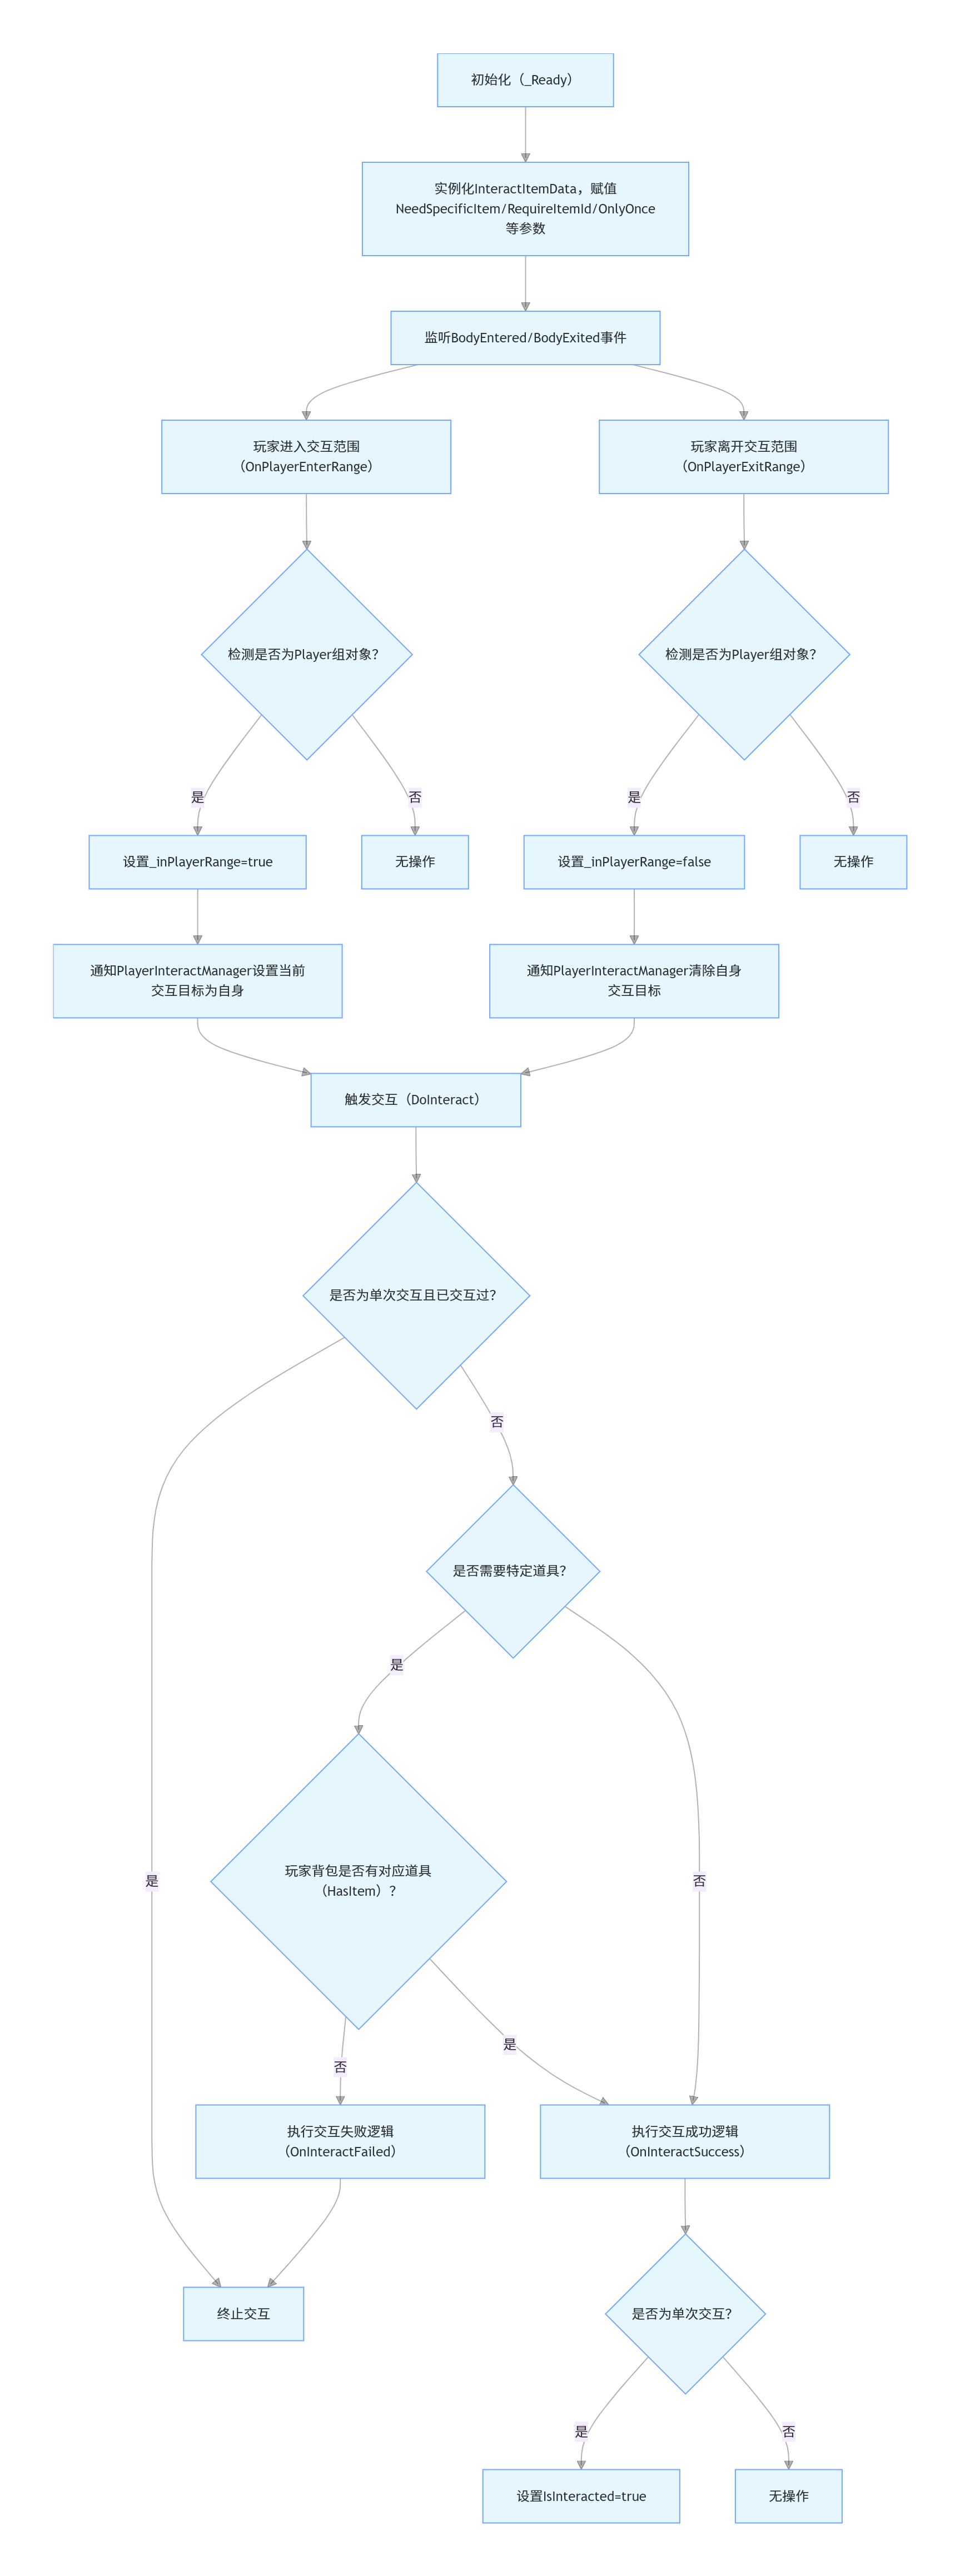 初始化（_Ready）
实例化InteractItemData，赋值
NeedSpecificItem/RequireItemId/OnlyOnce
等参数
监听BodyEntered/BodyExited事件
玩家进入交互范围
（OnPlayerEnterRange）
玩家离开交互范围
（OnPlayerExitRange）
检测是否为Player组对象？
检测是否为Player组对象？
是
否
是
否
设置_inPlayerRange=true
无操作
设置_inPlayerRange=false
无操作
通知PlayerInteractManager设置当前
交互目标为自身
通知PlayerInteractManager清除自身
交互目标
触发交互（DoInteract）
是否为单次交互且已交互过？
否
是否需要特定道具？
是
玩家背包是否有对应道具
（HasItem）？
是
否
是
否
执行交互失败逻辑
（OnInteractFailed）
执行交互成功逻辑
（OnInteractSuccess）
终止交互
是否为单次交互？
是
否
设置IsInteracted=true
无操作